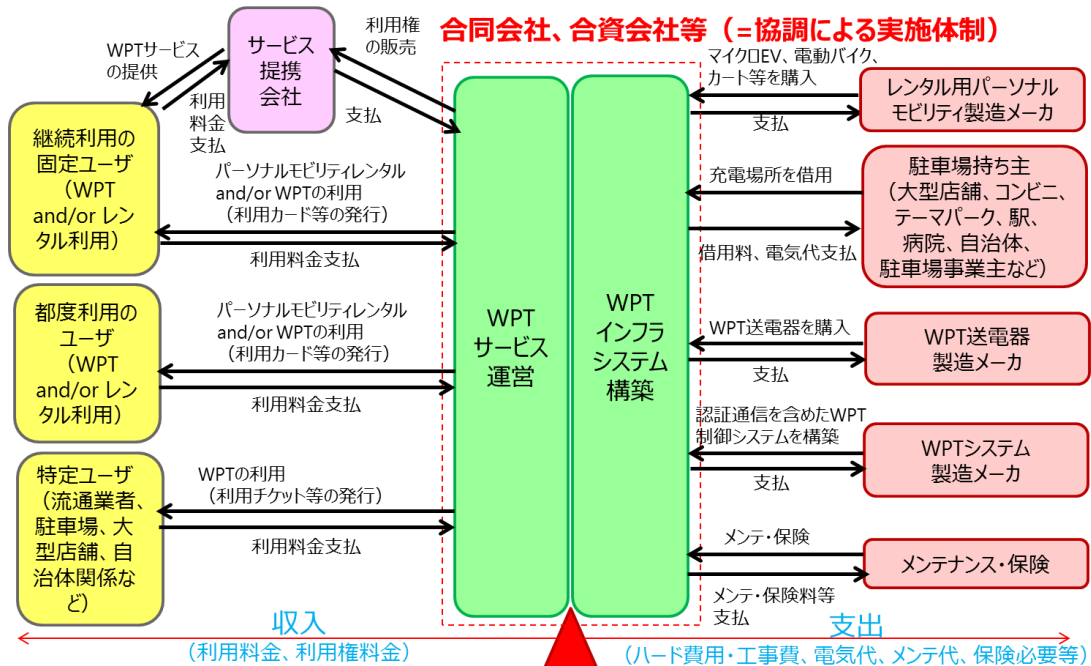 合同会社、合資会社等（=協調による実施体制）
WPTサービス
の提供
サービス
提携
会社
利用権
の販売
利用
料金
支払
支払
継続利用の
固定ユーザ
（WPT
and/or レン
タル利用）
パーソナルモビリティレンタル
and/or WPTの利用
（利用カード等の発行）
利用料金支払
都度利用の
ユーザ
（WPT
and/or レン
タル利用）
パーソナルモビリティレンタル
and/or WPTの利用
（利用カード等の発行）
利用料金支払
特定ユーザ
（流通業者、
駐車場、大
型店舗、自
治体関係な
ど）
WPTの利用
（利用チケット等の発行）
利用料金支払
WPT
サービス
運営
WPT
インフラ
システム
構築
マイクロEV、電動バイク、
カート等を購入
支払
レンタル用パーソナル
モビリティ製造メーカ
充電場所を借用
借用料、電気代支払
駐車場持ち主
（大型店舗、コンビニ、
テーマパーク、駅、
病院、自治体、
駐車場事業主など）
WPT送電器を購入
支払
WPT送電器
製造メーカ
認証通信を含めたWPT
制御システムを構築
支払
WPTシステム
製造メーカ
メンテ・保険
メンテ・保険料等
支払
メンテナンス・保険
収入
（利用料金、利用権料金）
支出
（ハード費用・工事費、電気代、メンテ代、保険必要等）